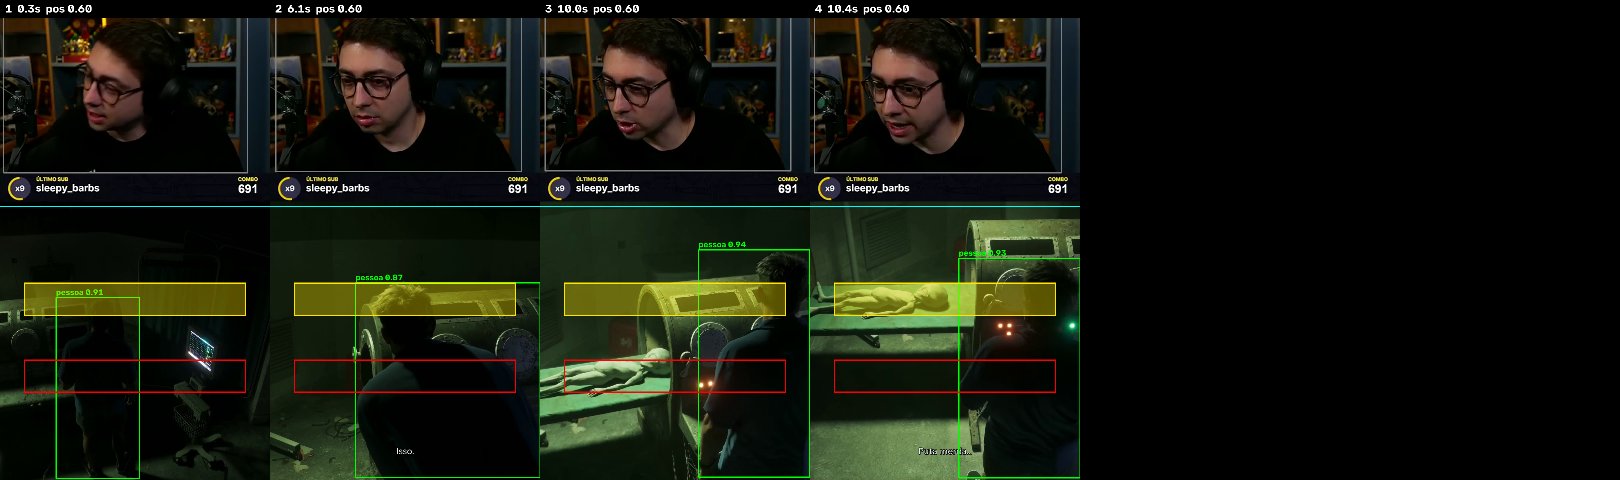 1 0.3s pos 0.60
2 6.1s pos 0.60
3 10.0s pos 0.60
4 10.4s pos 0.60
x9
ÚLTIMO SUB
sleepy_barbs
COMBO
691
x9
ÚLTIMO SUB
sleepy_barbs
COMBO
691
x9
ÚLTIMO SUB
sleepy_barbs
COMBO
691
x9
ÚLTIMO SUB
sleepy_barbs
COMBO
691
pessoa 0.91
pessoa 0.87
pessoa 0.94
pessoa 0.93
Isso.
Puta merda...